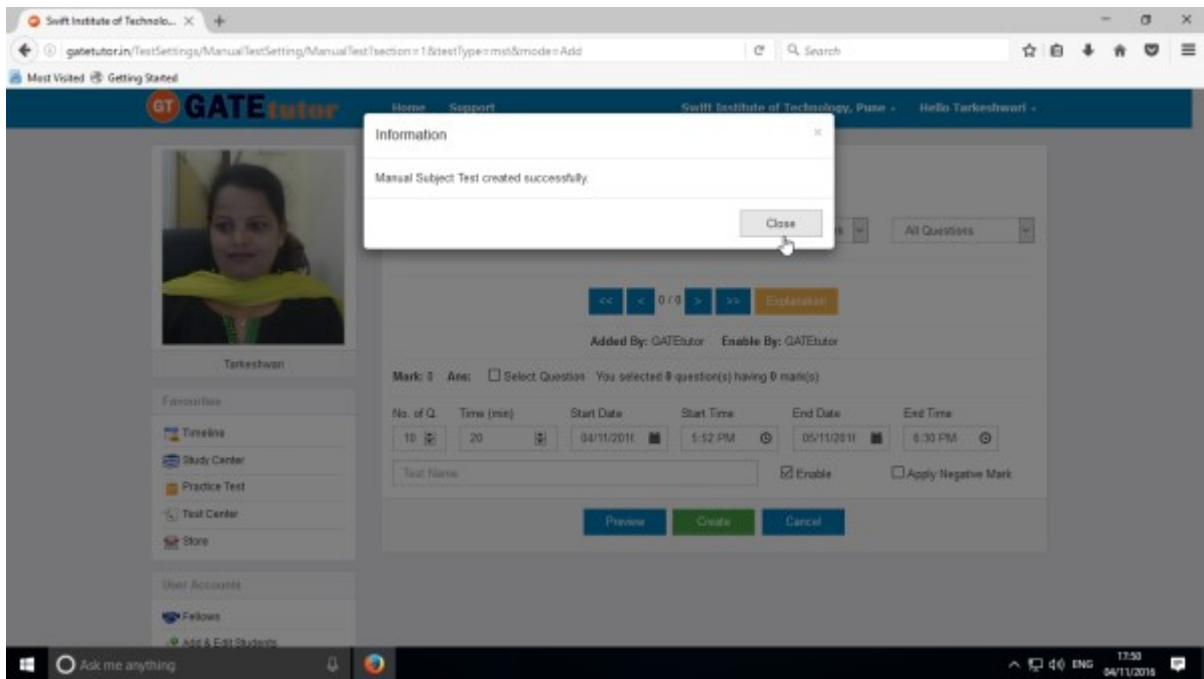 Swift Institute of Technolo...
gatetutor.in/TestSettings/ManualTestSetting/ManualTest?section=1&testType=mst&mode=Add
Search
Most Visited Getting Started
GT GATEtutor Home Support Swift Institute of Technology, Pune Hello Tarkeshwari
Information
Manual Subject Test created successfully.
Close
All Questions
<< < 0 / 0 > >> Explanation
Added By: GATEtutor Enable By: GATEtutor
Tarkeshwari
Mark: 0 Ans: Select Question You selected 0 question(s) having 0 mark(s)
Favourities
No. of Q. Time (min) Start Date Start Time End Date End Time
10 20 04/11/201 5:52 PM 05/11/201 6:30 PM
Timeline
Study Center
Test Name Enable Apply Negative Mark
Practice Test
Test Center
Preview Create Cancel
Store
User Accounts
Fellows
Add & Edit Students
Ask me anything
ENG
17:50
04/11/2016